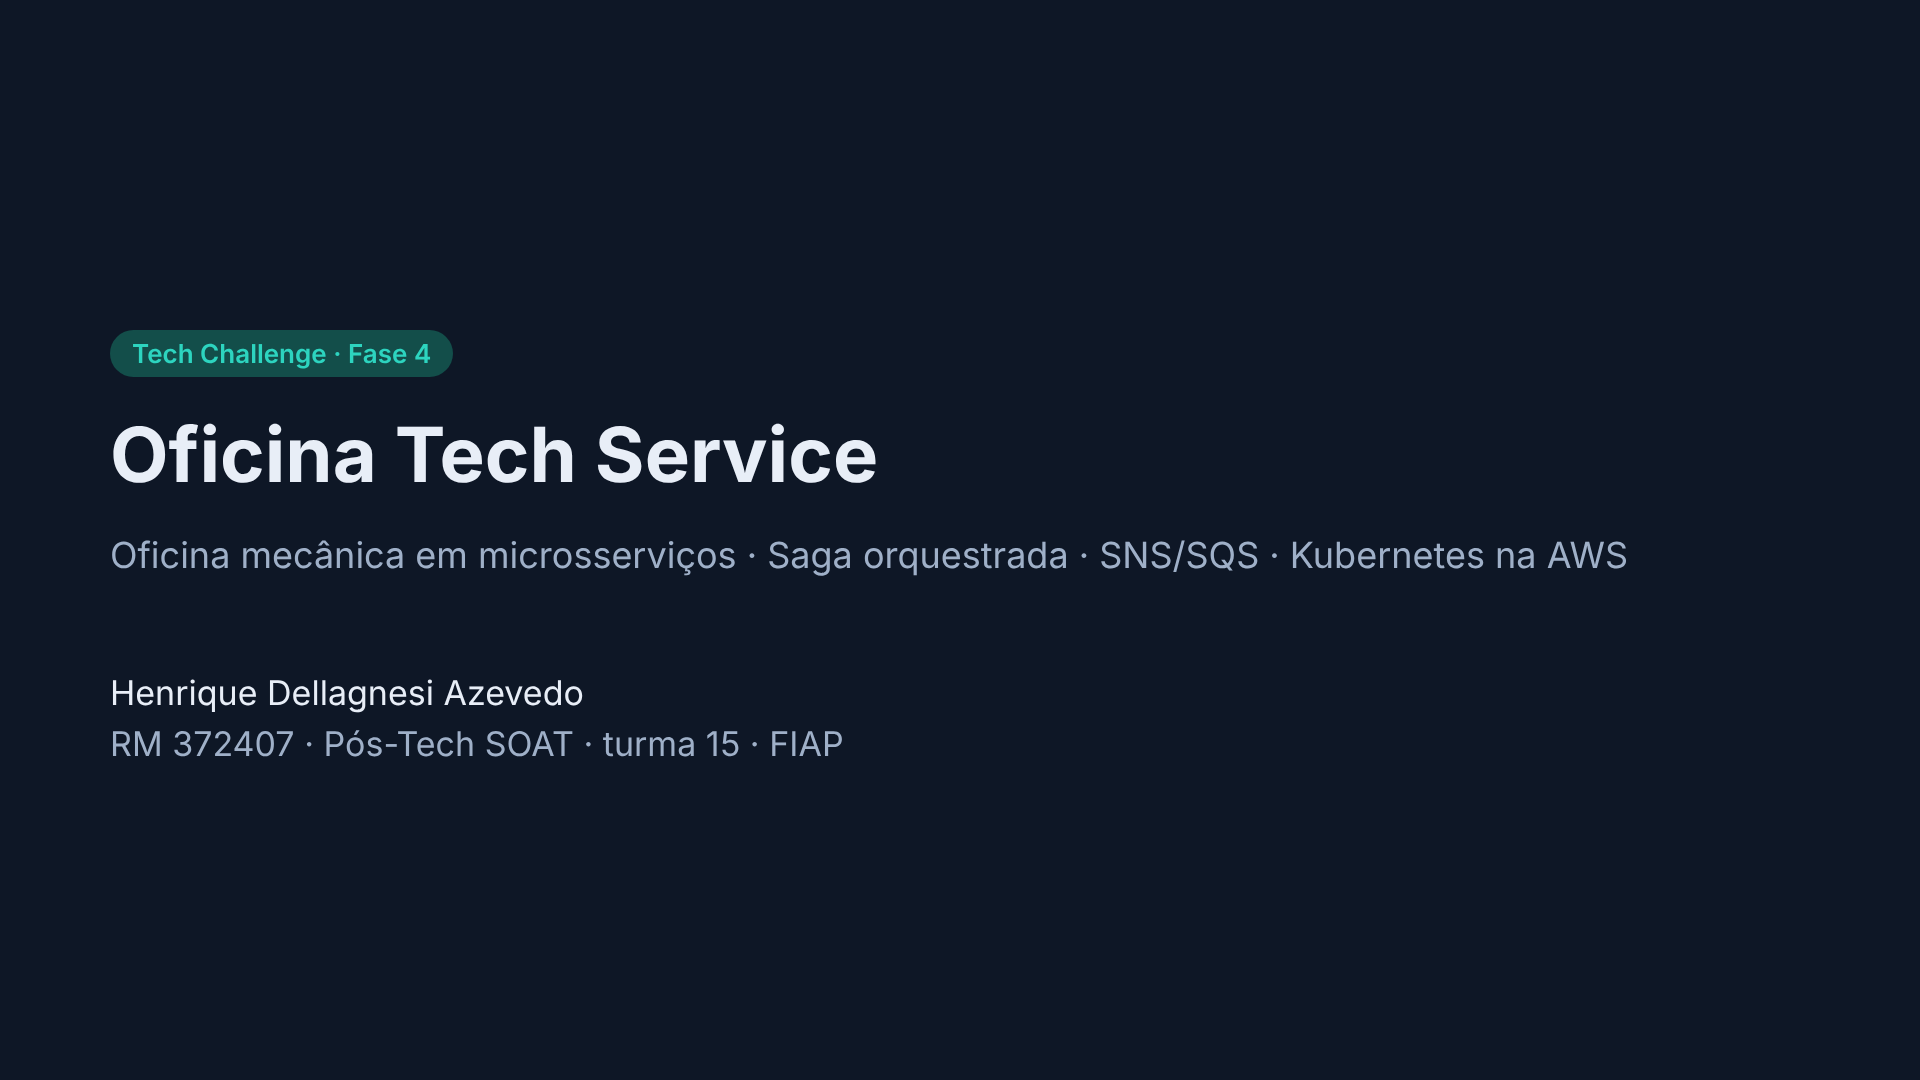 Tech Challenge · Fase 4
Oficina Tech Service
Oficina mecânica em microsserviços · Saga orquestrada · SNS/SQS · Kubernetes na AWS
Henrique Dellagnesi Azevedo
RM 372407 · Pós-Tech SOAT · turma 15 · FIAP